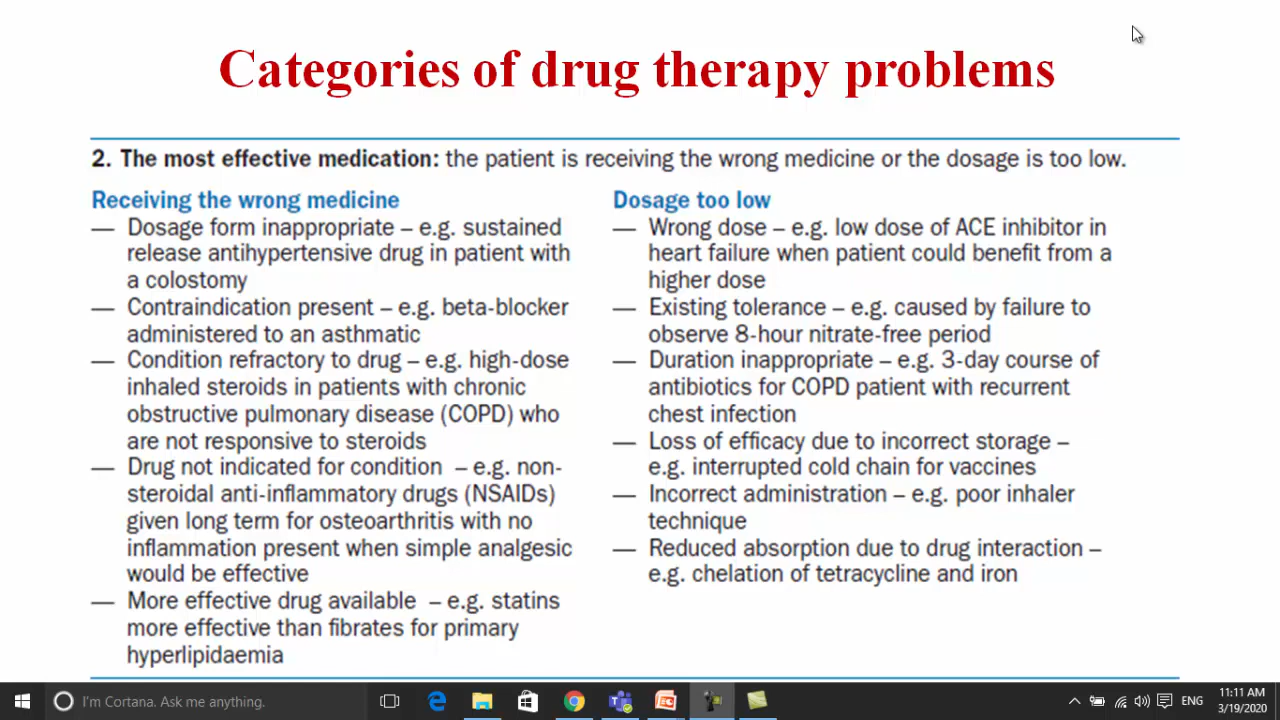 Categories of drug therapy problems
2. The most effective medication: the patient is receiving the wrong medicine or the dosage is too low.
Receiving the wrong medicine
— Dosage form inappropriate – e.g. sustained
release antihypertensive drug in patient with
a colostomy
— Contraindication present – e.g. beta-blocker
administered to an asthmatic
— Condition refractory to drug – e.g. high-dose
inhaled steroids in patients with chronic
obstructive pulmonary disease (COPD) who
are not responsive to steroids
— Drug not indicated for condition – e.g. non-
steroidal anti-inflammatory drugs (NSAIDs)
given long term for osteoarthritis with no
inflammation present when simple analgesic
would be effective
— More effective drug available – e.g. statins
more effective than fibrates for primary
hyperlipidaemia
Dosage too low
— Wrong dose – e.g. low dose of ACE inhibitor in
heart failure when patient could benefit from a
higher dose
— Existing tolerance – e.g. caused by failure to
observe 8-hour nitrate-free period
— Duration inappropriate – e.g. 3-day course of
antibiotics for COPD patient with recurrent
chest infection
— Loss of efficacy due to incorrect storage –
e.g. interrupted cold chain for vaccines
— Incorrect administration – e.g. poor inhaler
technique
— Reduced absorption due to drug interaction –
e.g. chelation of tetracycline and iron
I'm Cortana. Ask me anything.
ENG
11:11 AM
3/19/2020